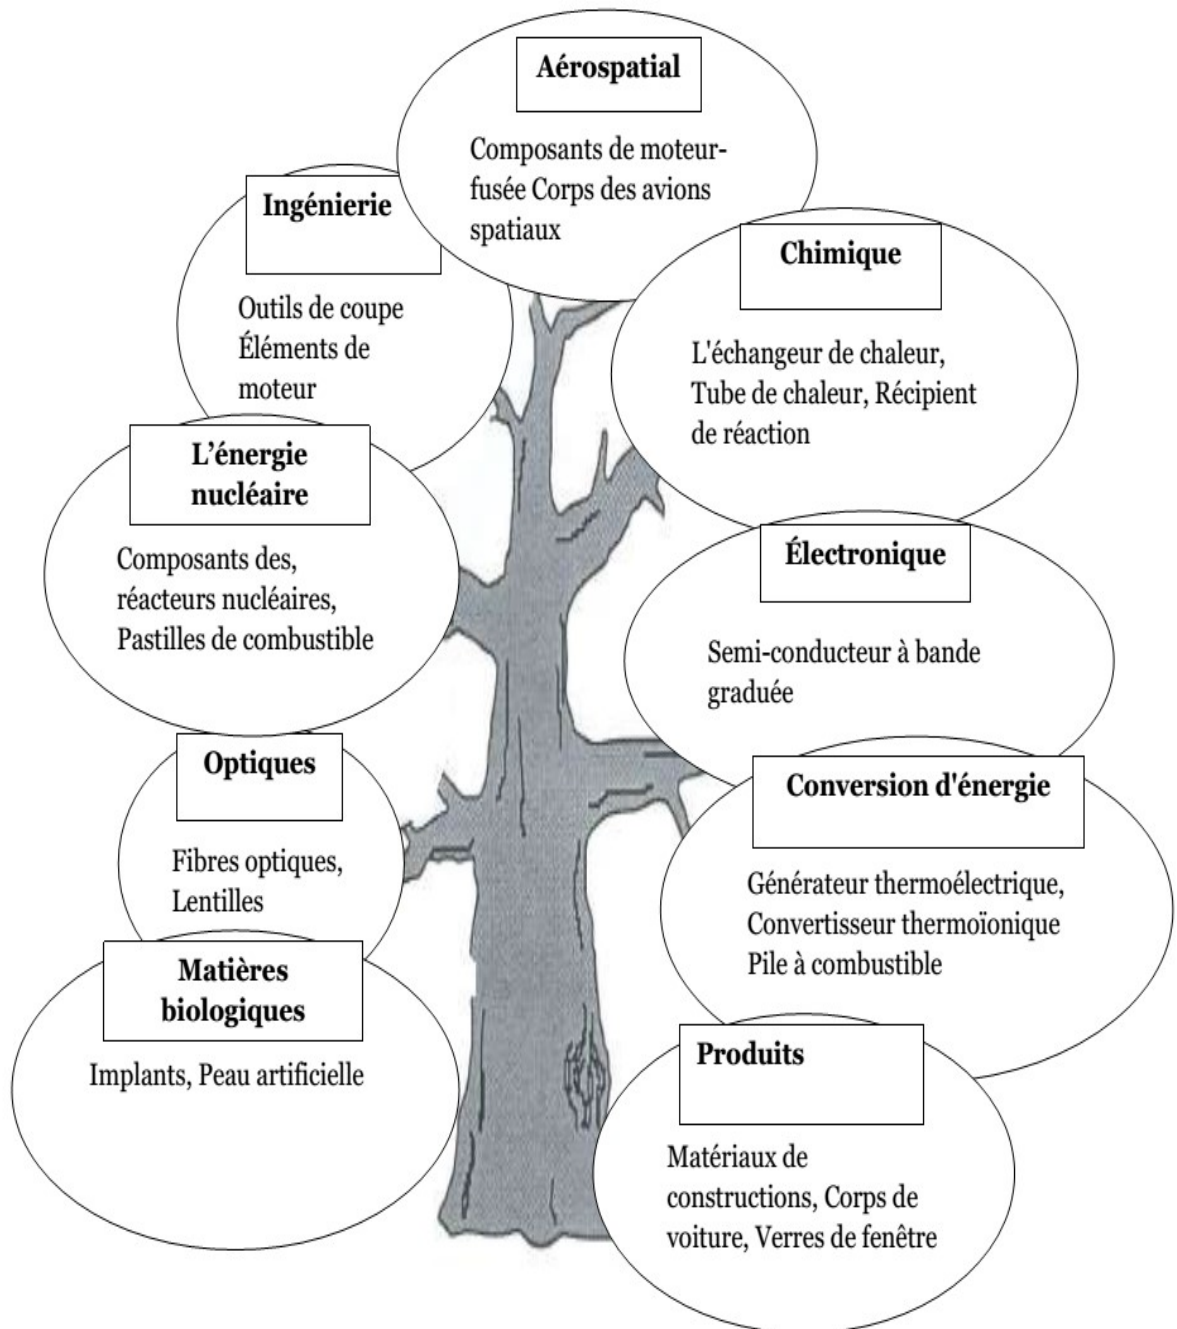 Aérospatial
Composants de moteur-
fusée Corps des avions
spatiaux
Ingénierie
Outils de coupe
Éléments de
moteur
Chimique
L'échangeur de chaleur,
Tube de chaleur, Récipient
de réaction
L’énergie
nucléaire
Composants des,
réacteurs nucléaires,
Pastilles de combustible
Électronique
Semi-conducteur à bande
graduée
Optiques
Fibres optiques,
Lentilles
Conversion d'énergie
Générateur thermoélectrique,
Convertisseur thermoïonique
Pile à combustible
Matières
biologiques
Implants, Peau artificielle
Produits
Matériaux de
constructions, Corps de
voiture, Verres de fenêtre